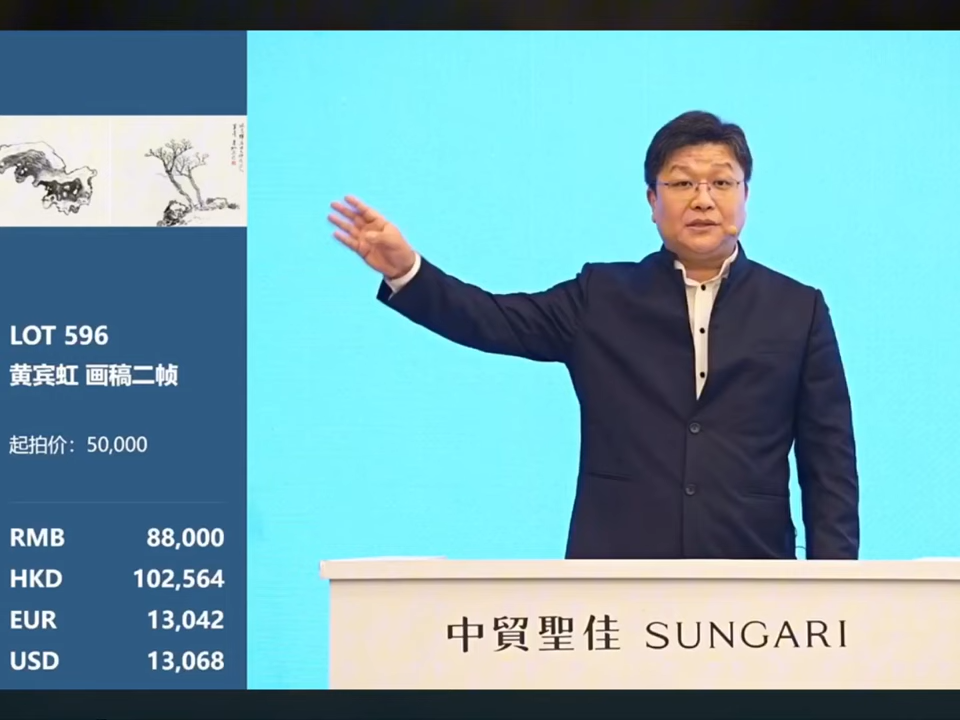 LOT 596
黄宾虹 画稿二帧
起拍价：50,000
RMB 88,000
HKD 102,564
EUR 13,042
USD 13,068
中貿聖佳 SUNGARI